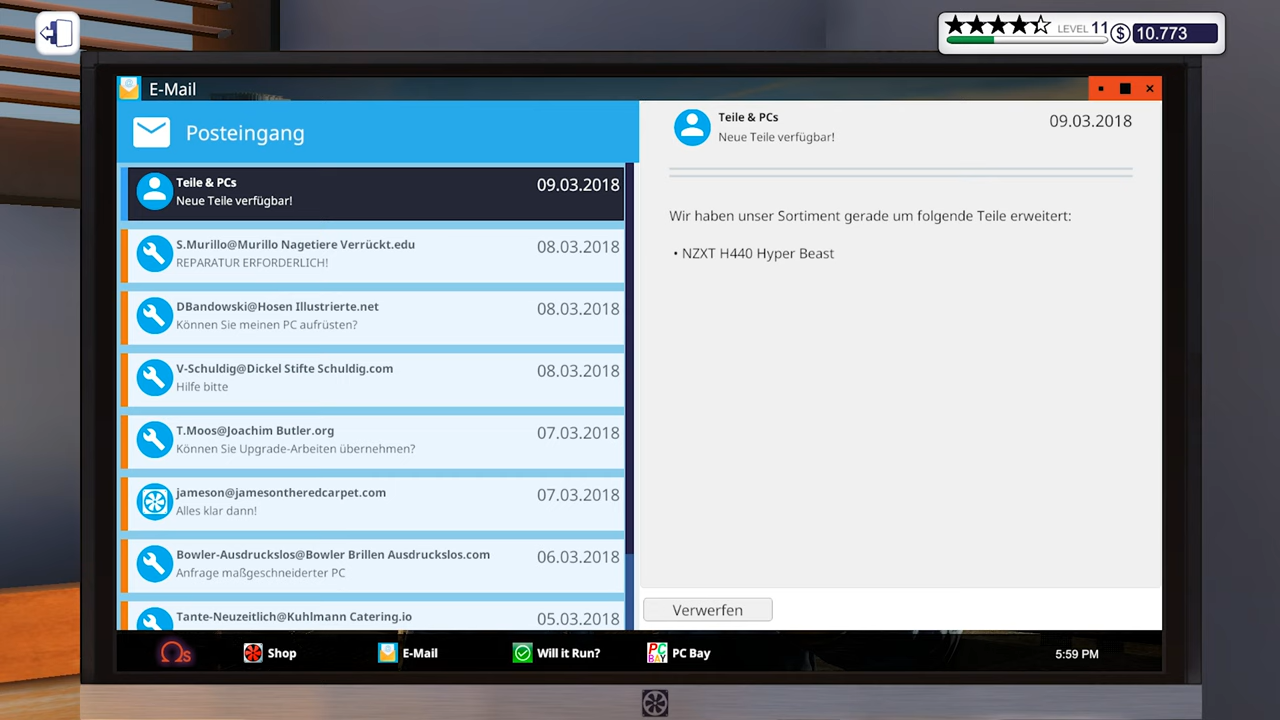 LEVEL 11
$ 10.773
E-Mail
Posteingang
Teile & PCs
09.03.2018
Neue Teile verfügbar!
S.Murillo@Murillo Nagetiere Verrückt.edu
08.03.2018
REPARATUR ERFORDERLICH!
DBandowski@Hosen Illustrierte.net
08.03.2018
Können Sie meinen PC aufrüsten?
V-Schuldig@Dickel Stifte Schuldig.com
08.03.2018
Hilfe bitte
T.Moos@Joachim Butler.org
07.03.2018
Können Sie Upgrade-Arbeiten übernehmen?
jameson@jamesontheredcarpet.com
07.03.2018
Alles klar dann!
Bowler-Ausdruckslos@Bowler Brillen Ausdruckslos.com
06.03.2018
Anfrage maßgeschneiderter PC
Tante-Neuzeitlich@Kuhlmann Catering.io
05.03.2018
Teile & PCs
09.03.2018
Neue Teile verfügbar!
Wir haben unser Sortiment gerade um folgende Teile erweitert:
• NZXT H440 Hyper Beast
Verwerfen
Ωs
Shop
E-Mail
Will it Run?
PC BAY
PC Bay
5:59 PM